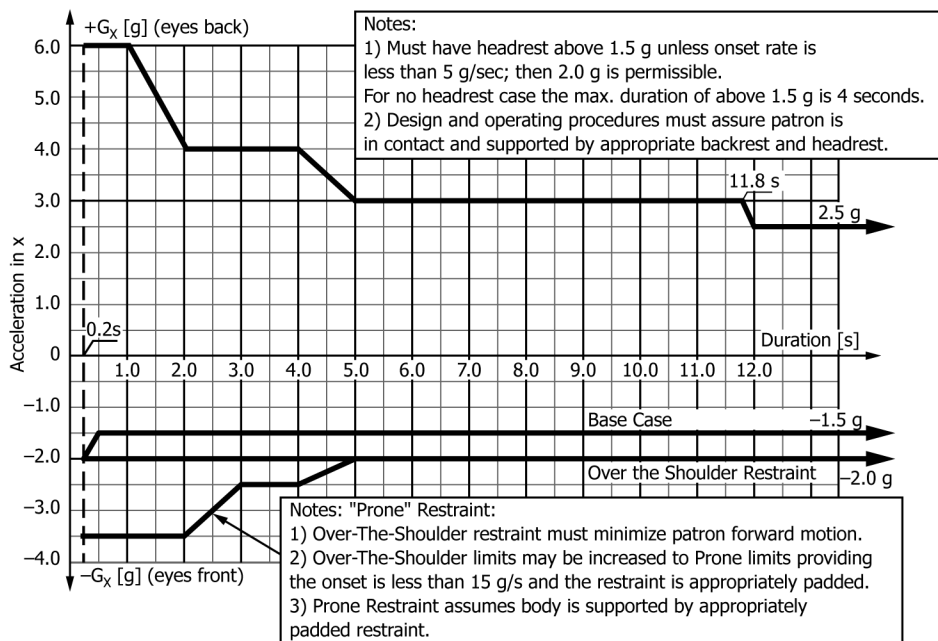 +Gx [g] (eyes back)
Notes:
1) Must have headrest above 1.5 g unless onset rate is
less than 5 g/sec; then 2.0 g is permissible.
For no headrest case the max. duration of above 1.5 g is 4 seconds.
2) Design and operating procedures must assure patron is
in contact and supported by appropriate backrest and headrest.
6.0
5.0
4.0
3.0
2.0
1.0
0
–1.0
–2.0
–3.0
–4.0
Acceleration in x
11.8 s
2.5 g
0.2s
Duration [s]
1.0 2.0 3.0 4.0 5.0 6.0 7.0 8.0 9.0 10.0 11.0 12.0
Base Case –1.5 g
Over the Shoulder Restraint –2.0 g
Notes: "Prone" Restraint:
1) Over-The-Shoulder restraint must minimize patron forward motion.
2) Over-The-Shoulder limits may be increased to Prone limits providing
the onset is less than 15 g/s and the restraint is appropriately padded.
3) Prone Restraint assumes body is supported by appropriately
padded restraint.
–Gx [g] (eyes front)